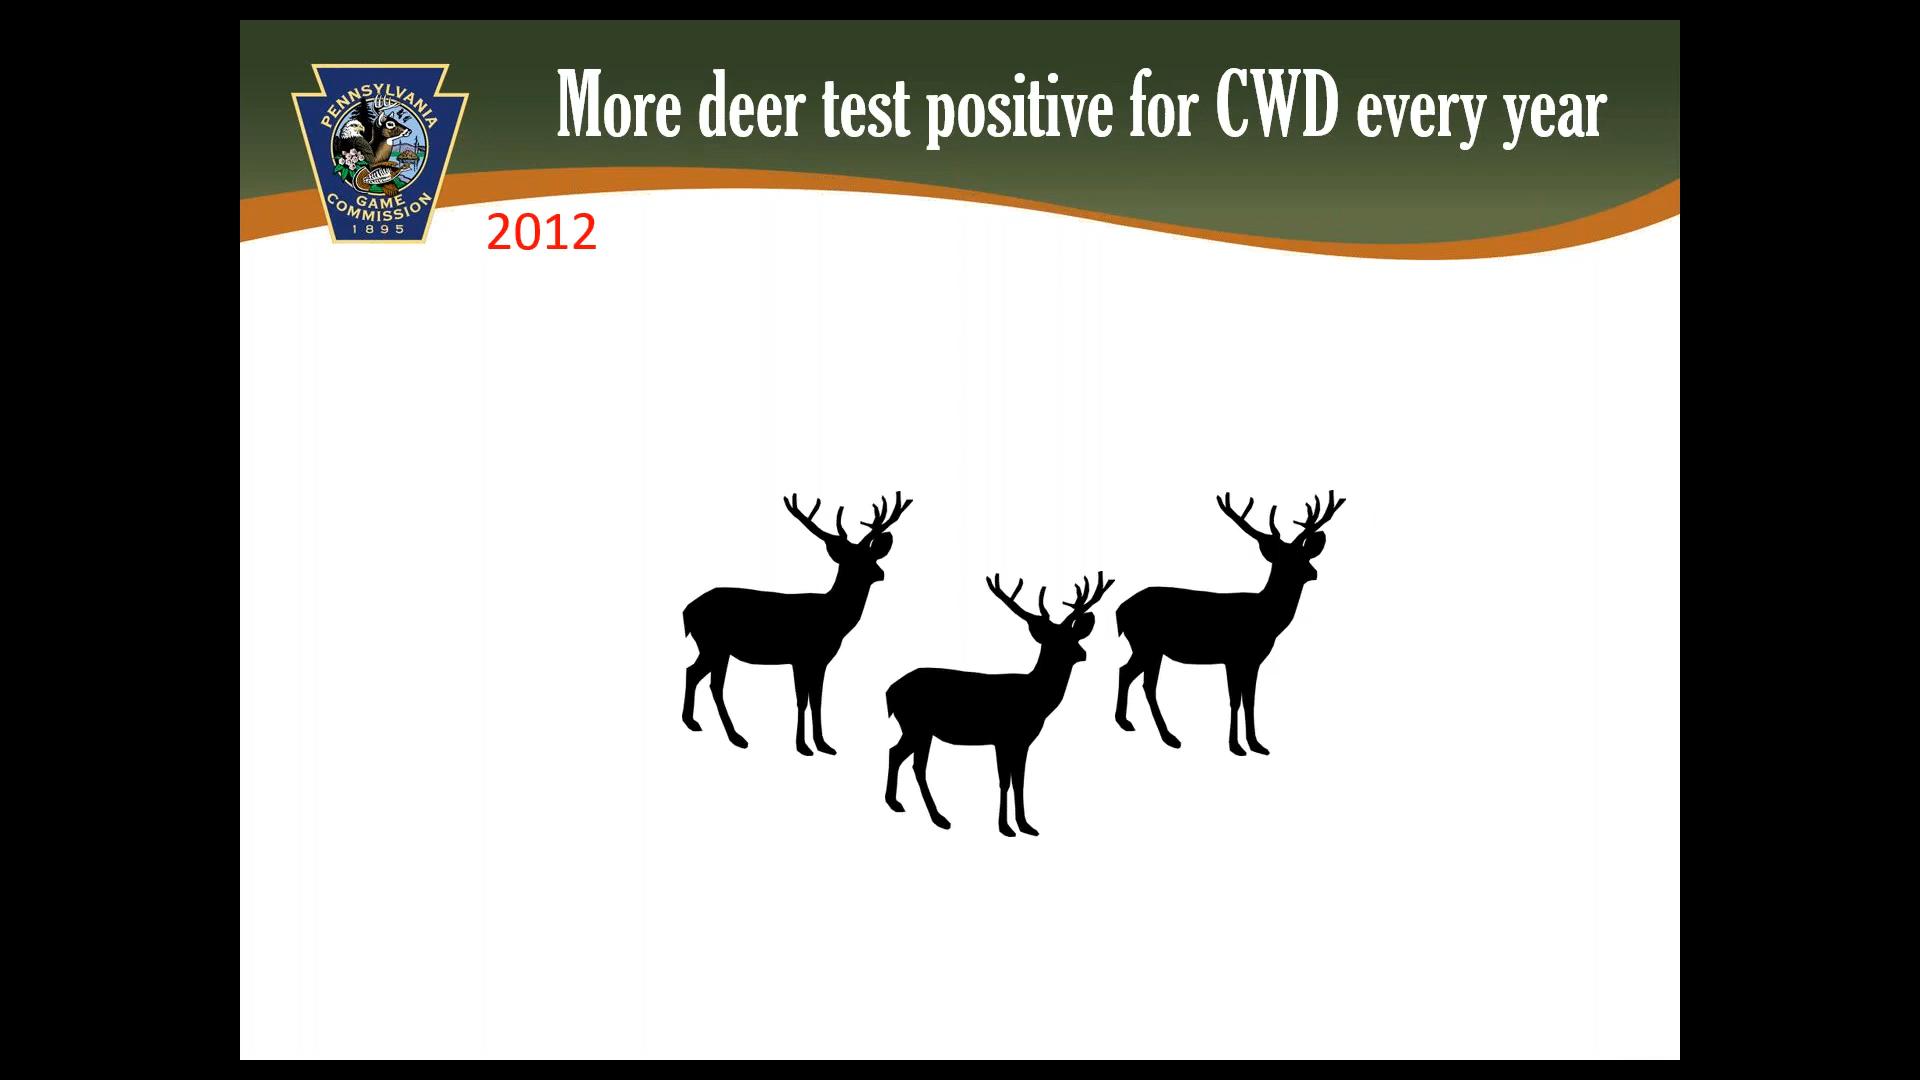 More deer test positive for CWD every year
PENNSYLVANIA
GAME
COMMISSION
1895
2012